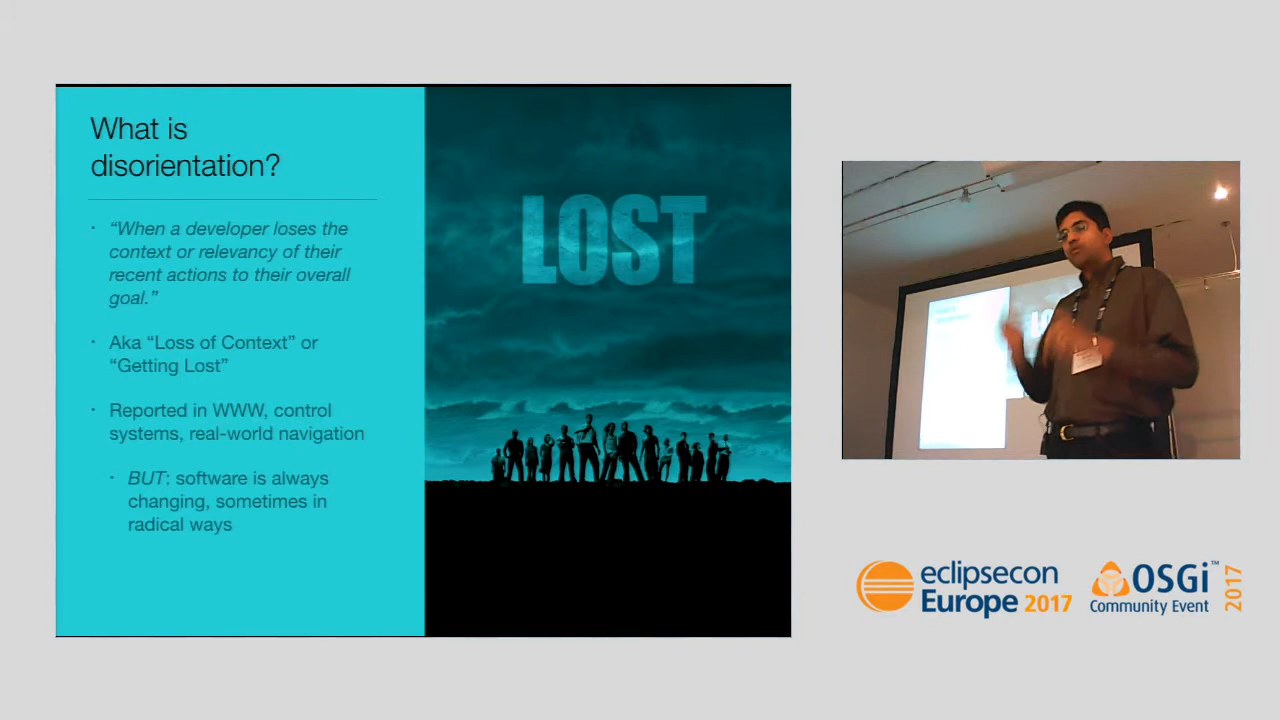 What is
disorientation?
· “When a developer loses the
context or relevancy of their
recent actions to their overall
goal.”
· Aka “Loss of Context” or
“Getting Lost”
· Reported in WWW, control
systems, real-world navigation
· BUT: software is always
changing, sometimes in
radical ways
LOST
eclipsecon
Europe 2017
OSGi™
Community Event
2017